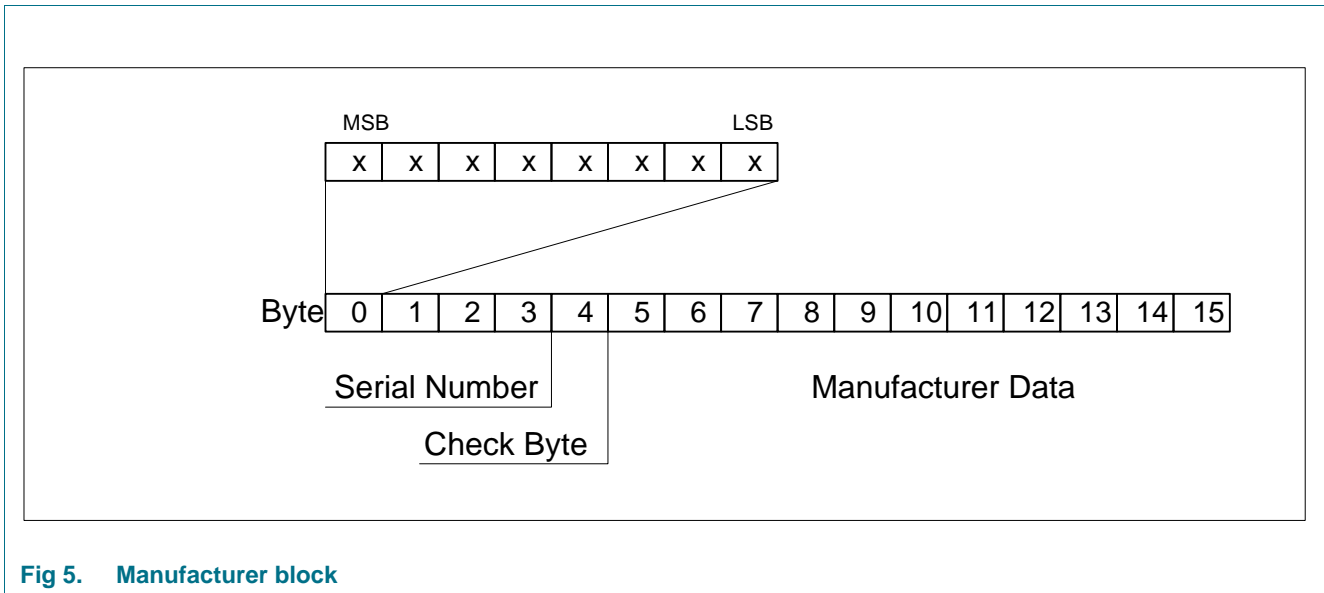 MSB LSB
x x x x x x x x
Byte 0 1 2 3 4 5 6 7 8 9 10 11 12 13 14 15
Serial Number Manufacturer Data
Check Byte
Fig 5. Manufacturer block